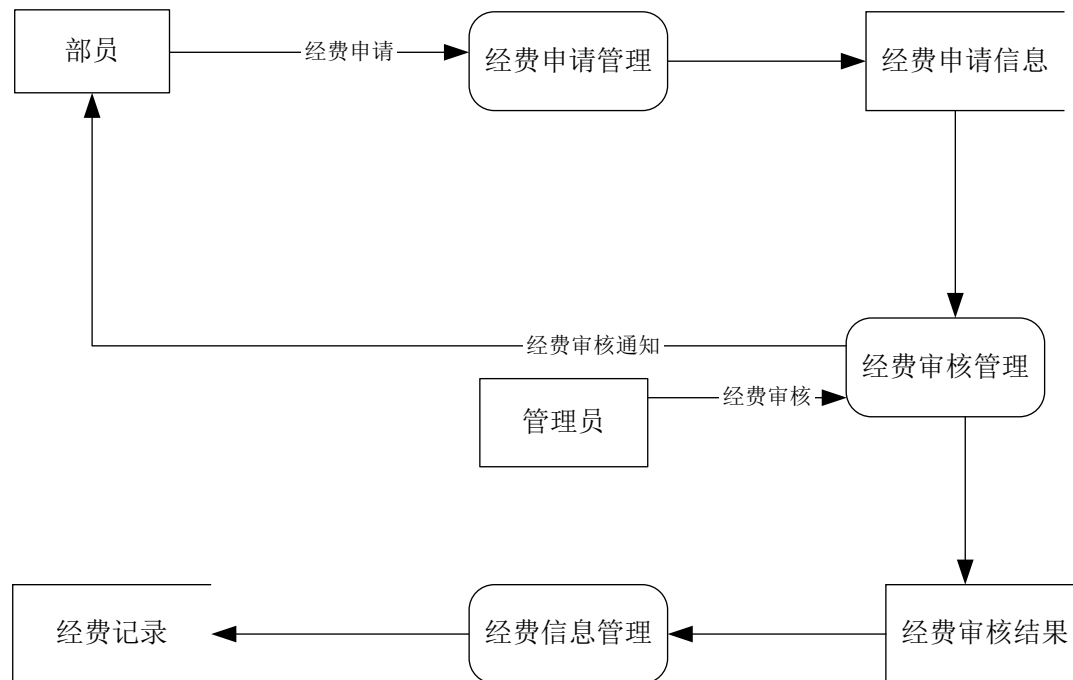 部员
经费申请
经费申请管理
经费申请信息
经费审核通知
经费审核管理
管理员
经费审核
经费记录
经费信息管理
经费审核结果